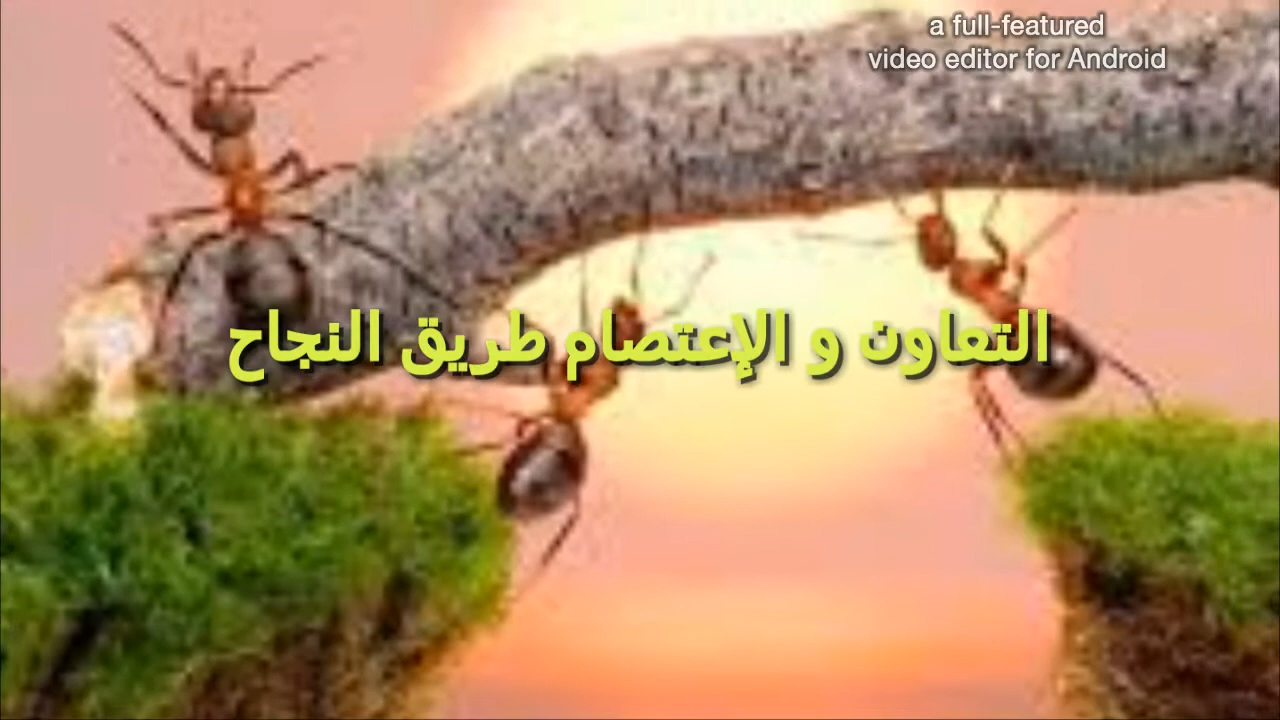 a full-featured
video editor for Android
التعاون و الإعتصام طريق النجاح